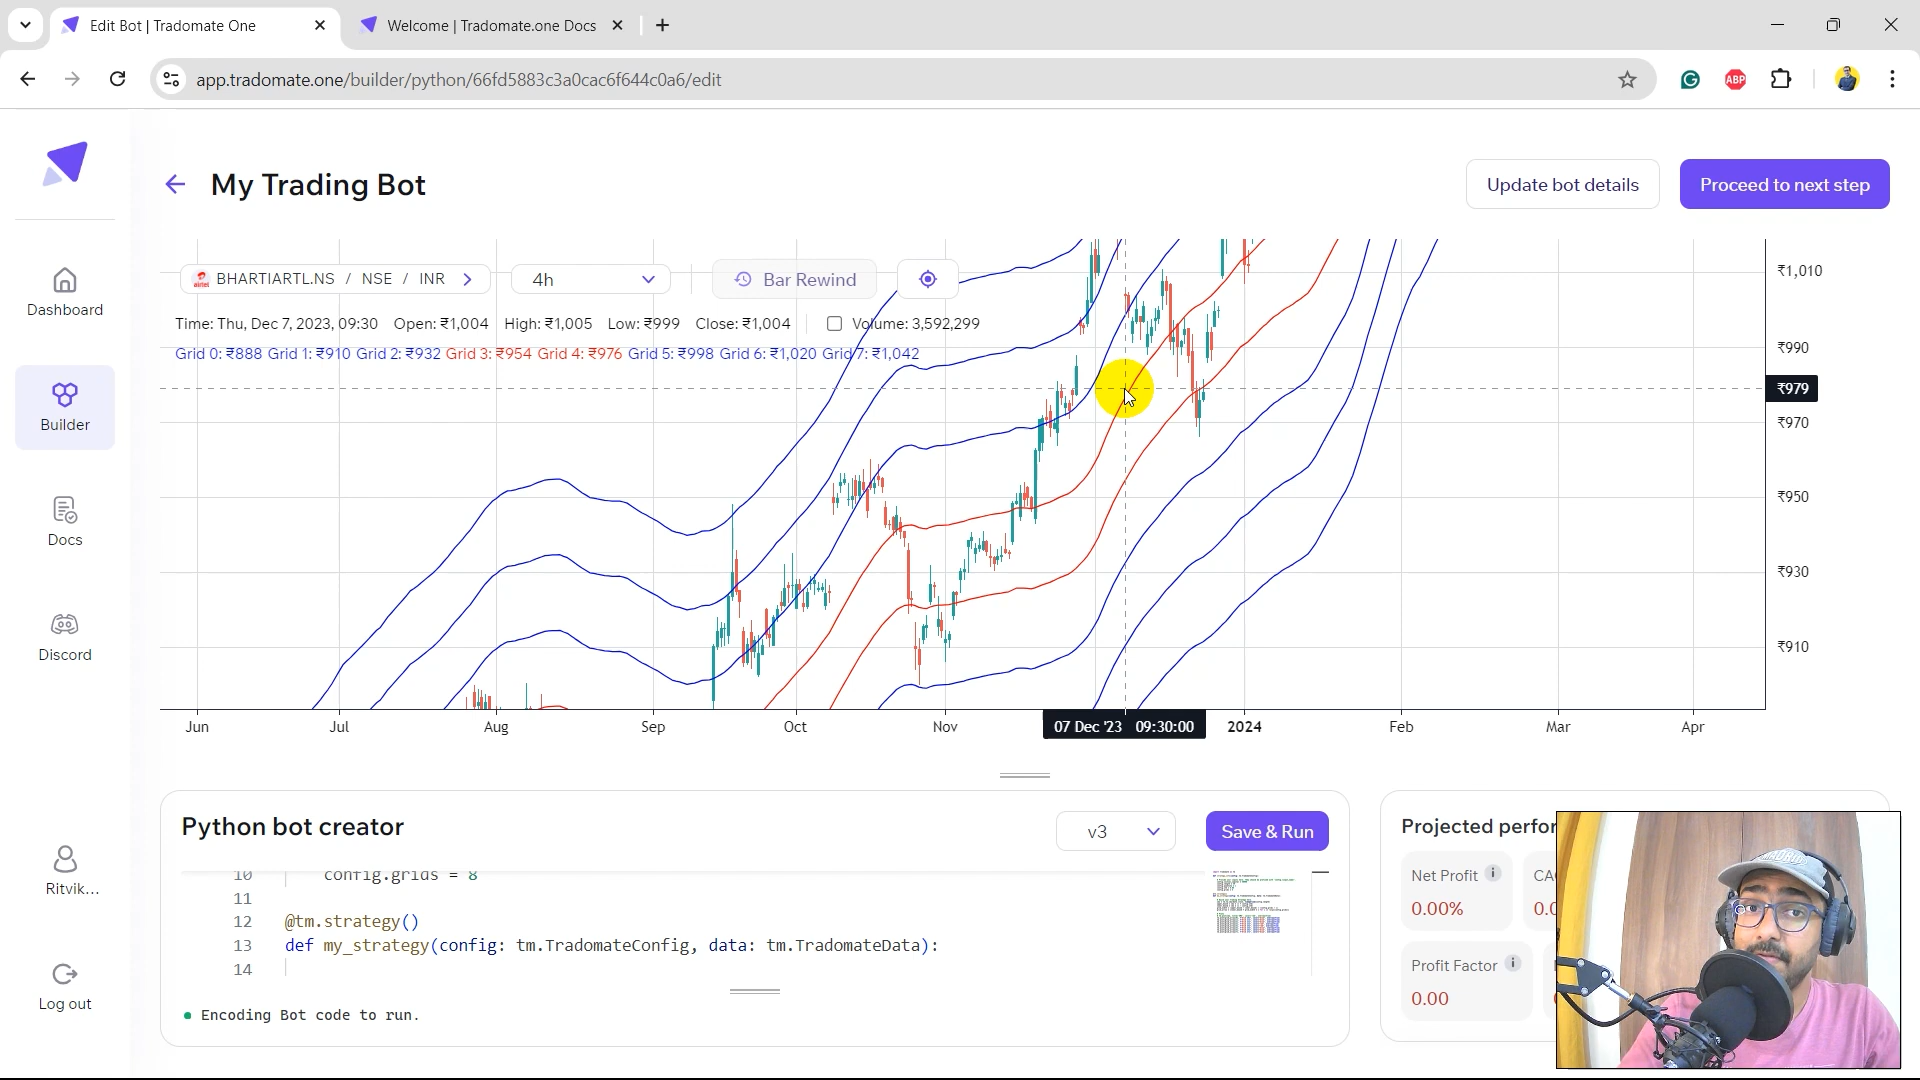 Edit Bot | Tradomate One
Welcome | Tradomate.one Docs
app.tradomate.one/builder/python/66fd5883c3a0cac6f644c0a6/edit
ABP
My Trading Bot
Update bot details
Proceed to next step
Dashboard
Builder
Docs
Discord
Ritvik...
Log out
airtel BHARTIARTL.NS / NSE / INR
4h
Bar Rewind
Time: Thu, Dec 7, 2023, 09:30 Open: ₹1,004 High: ₹1,005 Low: ₹999 Close: ₹1,004 Volume: 3,592,299
Grid 0: ₹888 Grid 1: ₹910 Grid 2: ₹932 Grid 3: ₹954 Grid 4: ₹976 Grid 5: ₹998 Grid 6: ₹1,020 Grid 7: ₹1,042
₹1,010
₹990
₹979
₹970
₹950
₹930
₹910
Jun Jul Aug Sep Oct Nov 07 Dec '23 09:30:00 2024 Feb Mar Apr
Python bot creator
v3
Save & Run
10 config.grids = 8
11
12 @tm.strategy()
13 def my_strategy(config: tm.TradomateConfig, data: tm.TradomateData):
14
Encoding Bot code to run.
Projected perfor
Net Profit
0.00%
CA
0.0
Profit Factor
0.00